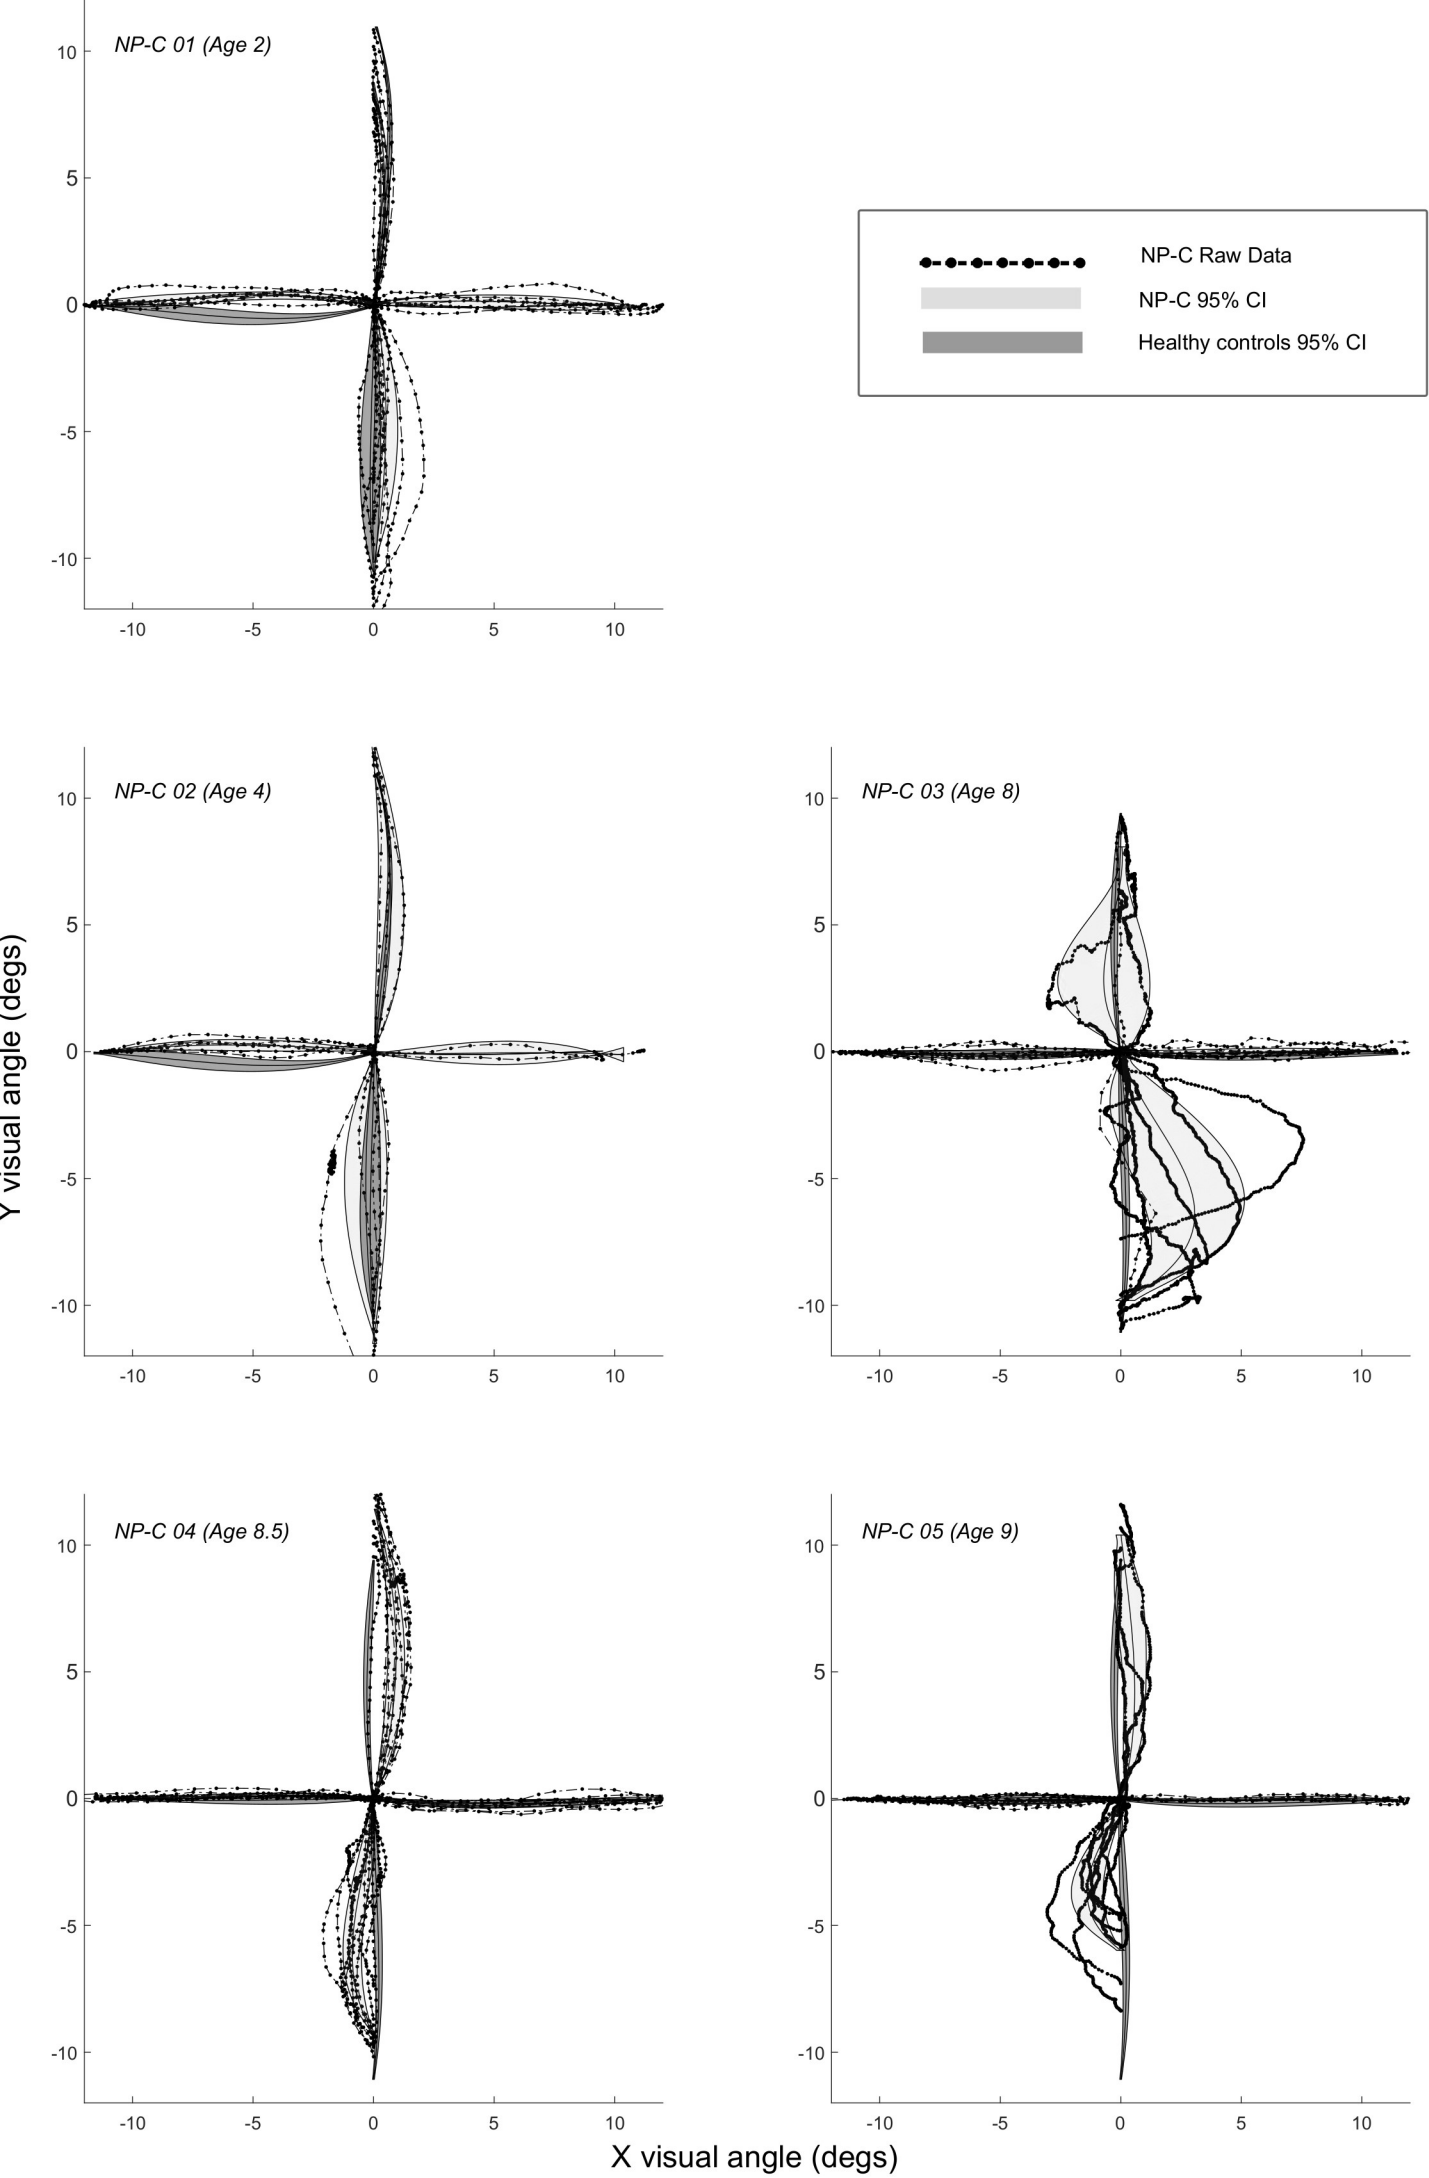 NP-C 01 (Age 2)
10
5
0
-5
-10
-10 -5 0 5 10
NP-C Raw Data
NP-C 95% CI
Healthy controls 95% CI
Y visual angle (degs)
NP-C 02 (Age 4)
10
5
0
-5
-10
-10 -5 0 5 10
NP-C 03 (Age 8)
10
5
0
-5
-10
-10 -5 0 5 10
NP-C 04 (Age 8.5)
10
5
0
-5
-10
-10 -5 0 5 10
NP-C 05 (Age 9)
10
5
0
-5
-10
-10 -5 0 5 10
X visual angle (degs)